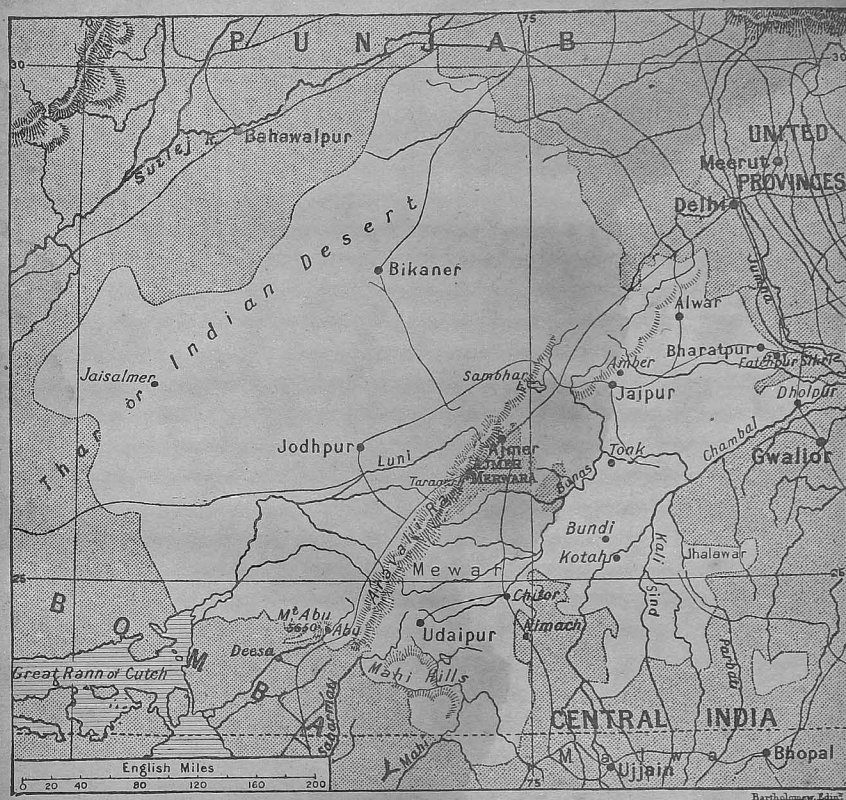 70
75
PUNJAB
30
30
Sutlej R.
Bahawalpur
UNITED
PROVINCES
Meerut
Delhi
Jumna
Thar or Indian Desert
Bikaner
Alwar
Bharatpur
Fatehpur Sikri
Jaisalmer
Sambhar
Amber
Jaipur
Dholpur
Jodhpur
Luni
Ajmer
AJMER
MERWARA
Taragarh
Tonk
Banas
Chambal
Gwalior
Aravalli Ra
Bundi
Kotah
Kali Sind
Jhalawar
25
25
Mewar
Chitor
Mt. Abu
5650
Abu
Udaipur
Nimach
Parbati
BOMBA
Deesa
Great Rann of Cutch
Mahi Hills
Sabarmati
Mahi
CENTRAL INDIA
Malwa
Ujjain
Bhopal
English Miles
0 20 40 80 120 160 200
75
Bartholomew, Edinr.